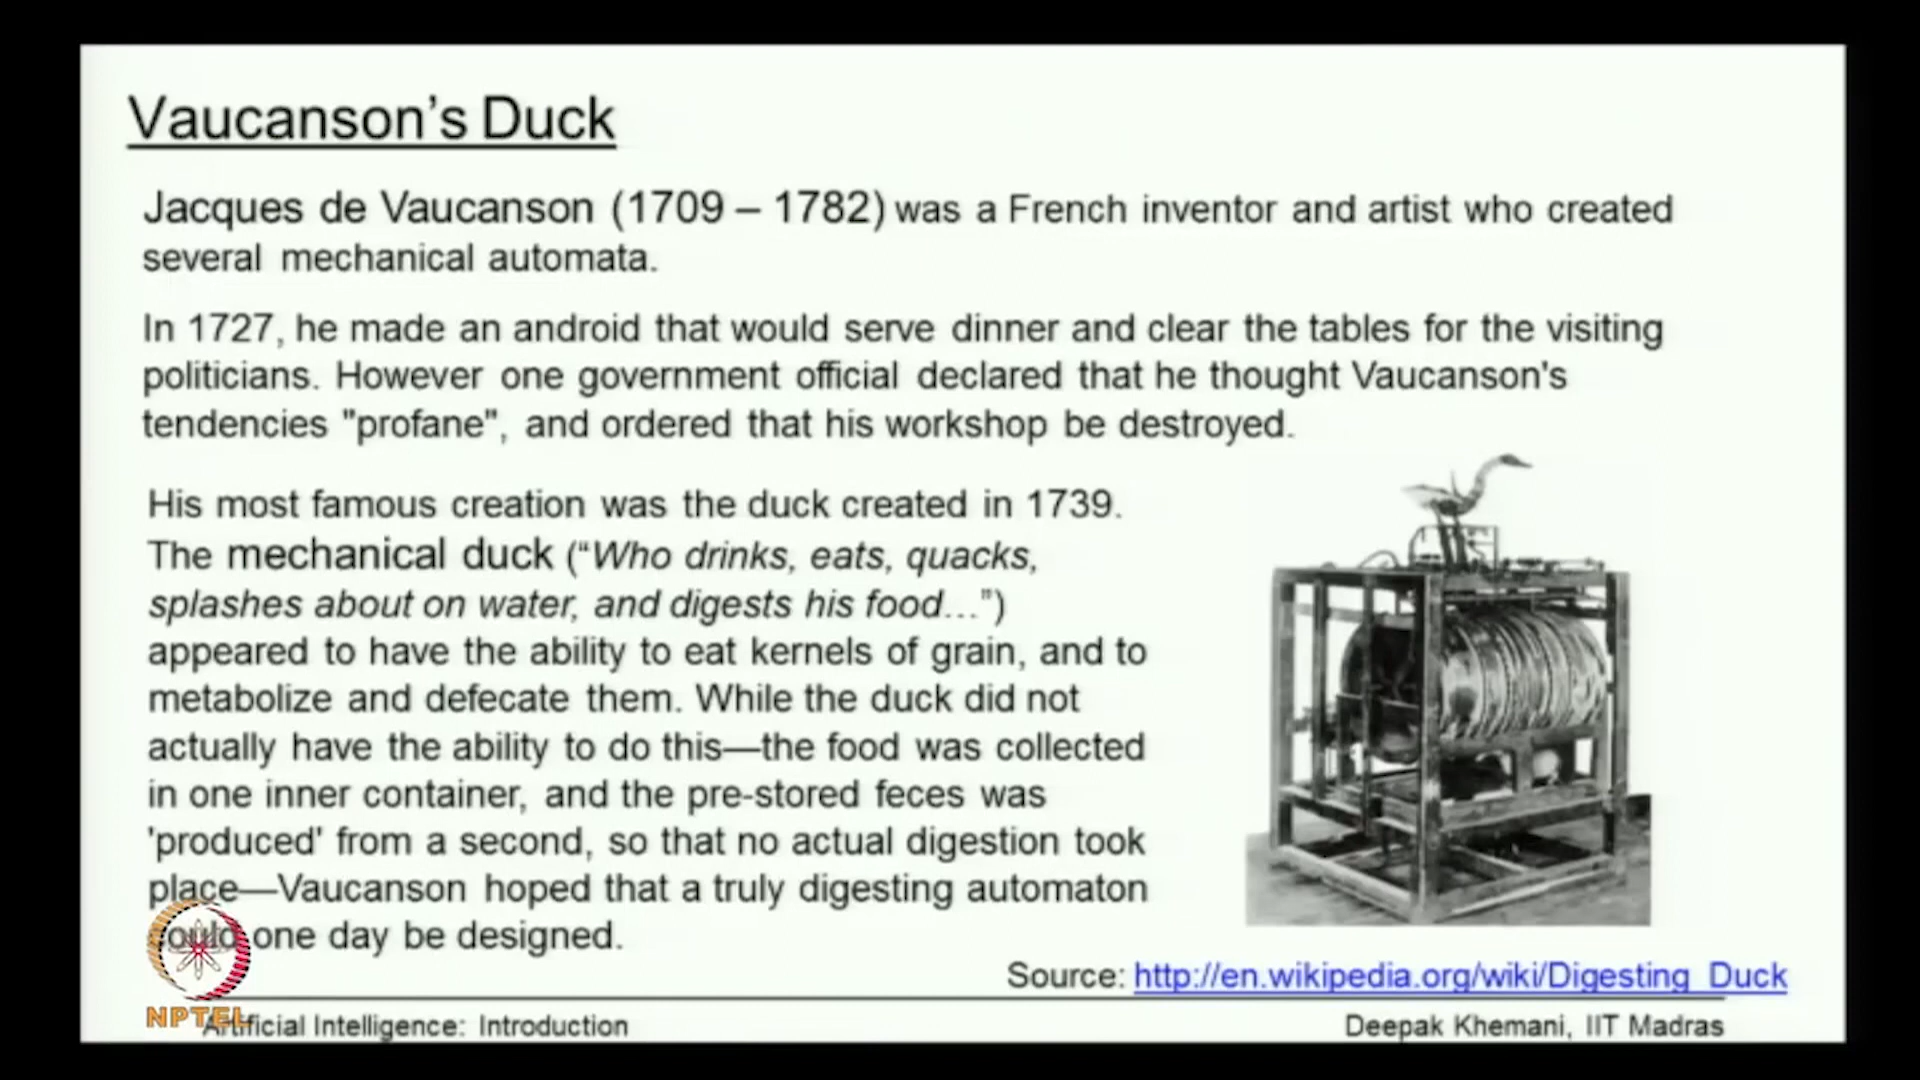 Vaucanson's Duck
Jacques de Vaucanson (1709 – 1782) was a French inventor and artist who created
several mechanical automata.
In 1727, he made an android that would serve dinner and clear the tables for the visiting
politicians. However one government official declared that he thought Vaucanson's
tendencies "profane", and ordered that his workshop be destroyed.
His most famous creation was the duck created in 1739.
The mechanical duck (“Who drinks, eats, quacks,
splashes about on water, and digests his food…”)
appeared to have the ability to eat kernels of grain, and to
metabolize and defecate them. While the duck did not
actually have the ability to do this—the food was collected
in one inner container, and the pre-stored feces was
'produced' from a second, so that no actual digestion took
place—Vaucanson hoped that a truly digesting automaton
could one day be designed.
Source: http://en.wikipedia.org/wiki/Digesting_Duck
NPTEL
Artificial Intelligence: Introduction
Deepak Khemani, IIT Madras